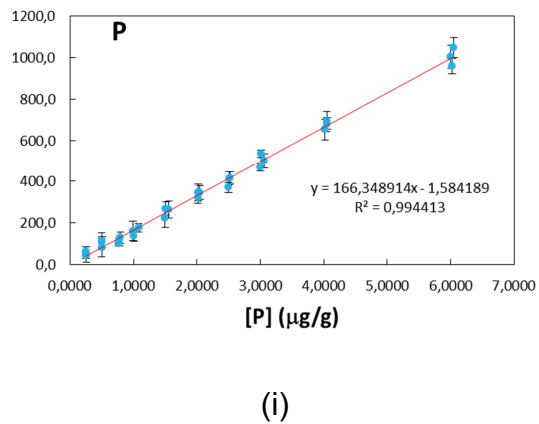 P
1200,0
1000,0
800,0
600,0
400,0
200,0
0,0
y = 166,348914x - 1,584189
R² = 0,994413
0,0000 1,0000 2,0000 3,0000 4,0000 5,0000 6,0000 7,0000
[P] (µg/g)
(i)